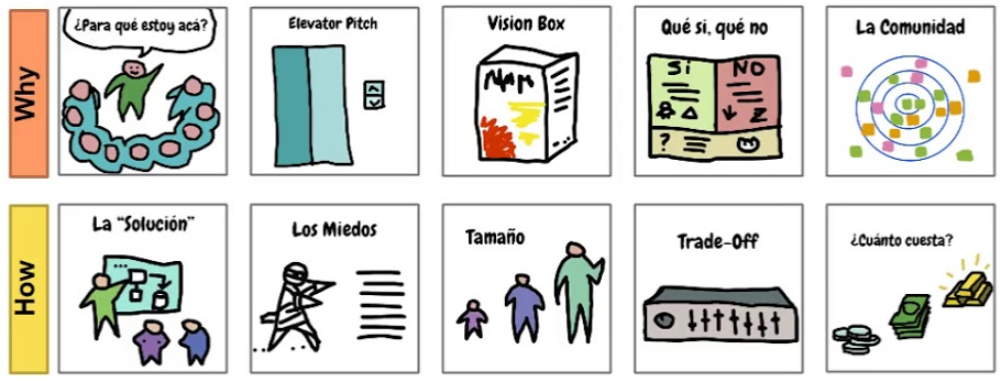 Why
¿Para qué estoy acá?
Elevator Pitch
Vision Box
Qué si, qué no
Si
NO
?
Z
La Comunidad
How
La “Solución”
Los Miedos
Tamaño
Trade-Off
¿Cuánto cuesta?